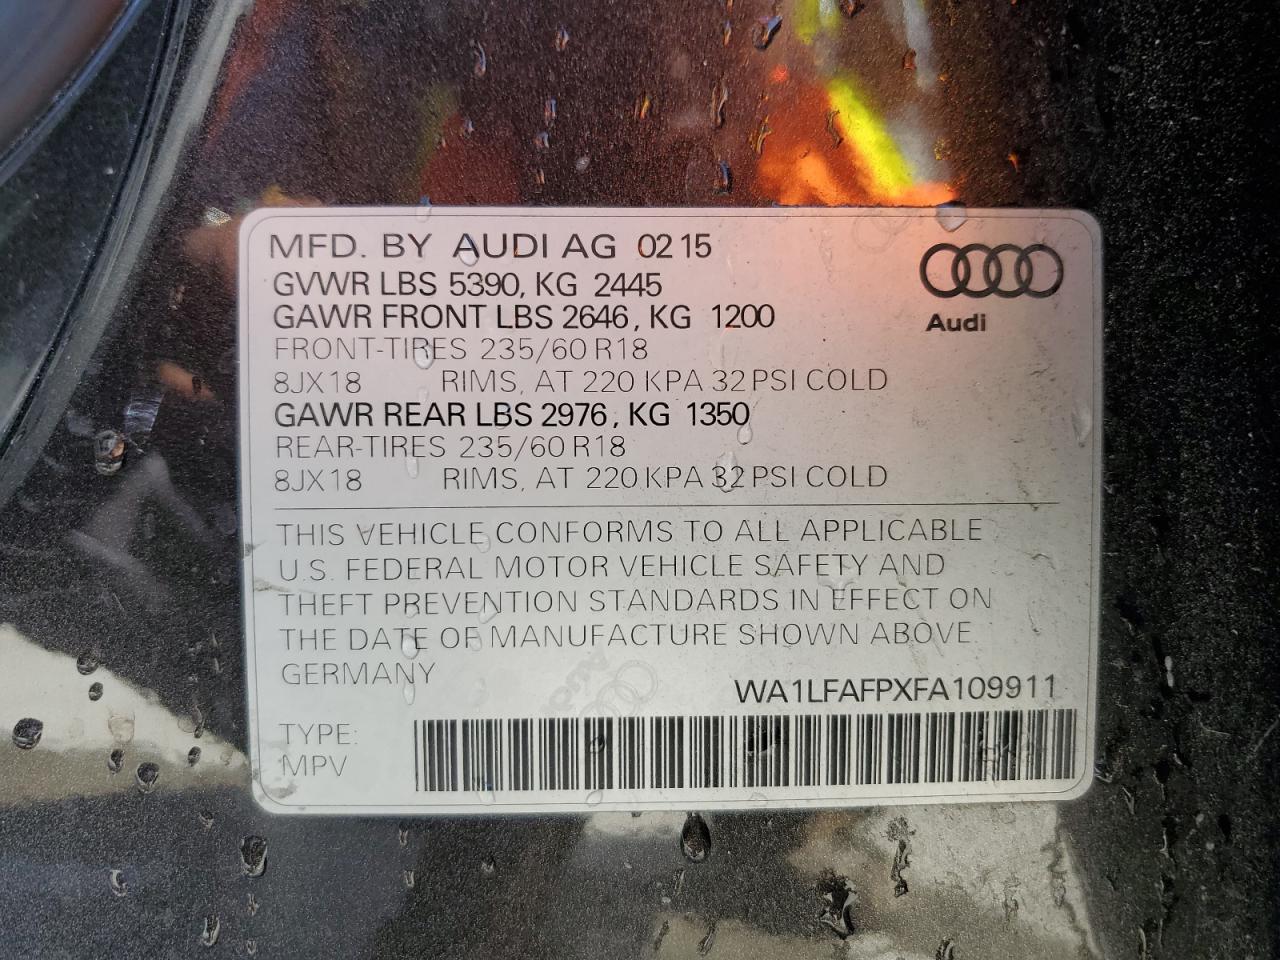 MFD. BY AUDI AG 02 15
GVWR LBS 5390, KG 2445
GAWR FRONT LBS 2646, KG 1200
Audi
FRONT-TIRES 235/60 R18
8JX18 RIMS, AT 220 KPA 32 PSI COLD
GAWR REAR LBS 2976, KG 1350
REAR-TIRES 235/60 R18
8JX18 RIMS, AT 220 KPA 32 PSI COLD
THIS VEHICLE CONFORMS TO ALL APPLICABLE
U.S. FEDERAL MOTOR VEHICLE SAFETY AND
THEFT PREVENTION STANDARDS IN EFFECT ON
THE DATE OF MANUFACTURE SHOWN ABOVE
GERMANY
WA1LFAFPXFA109911
TYPE:
MPV